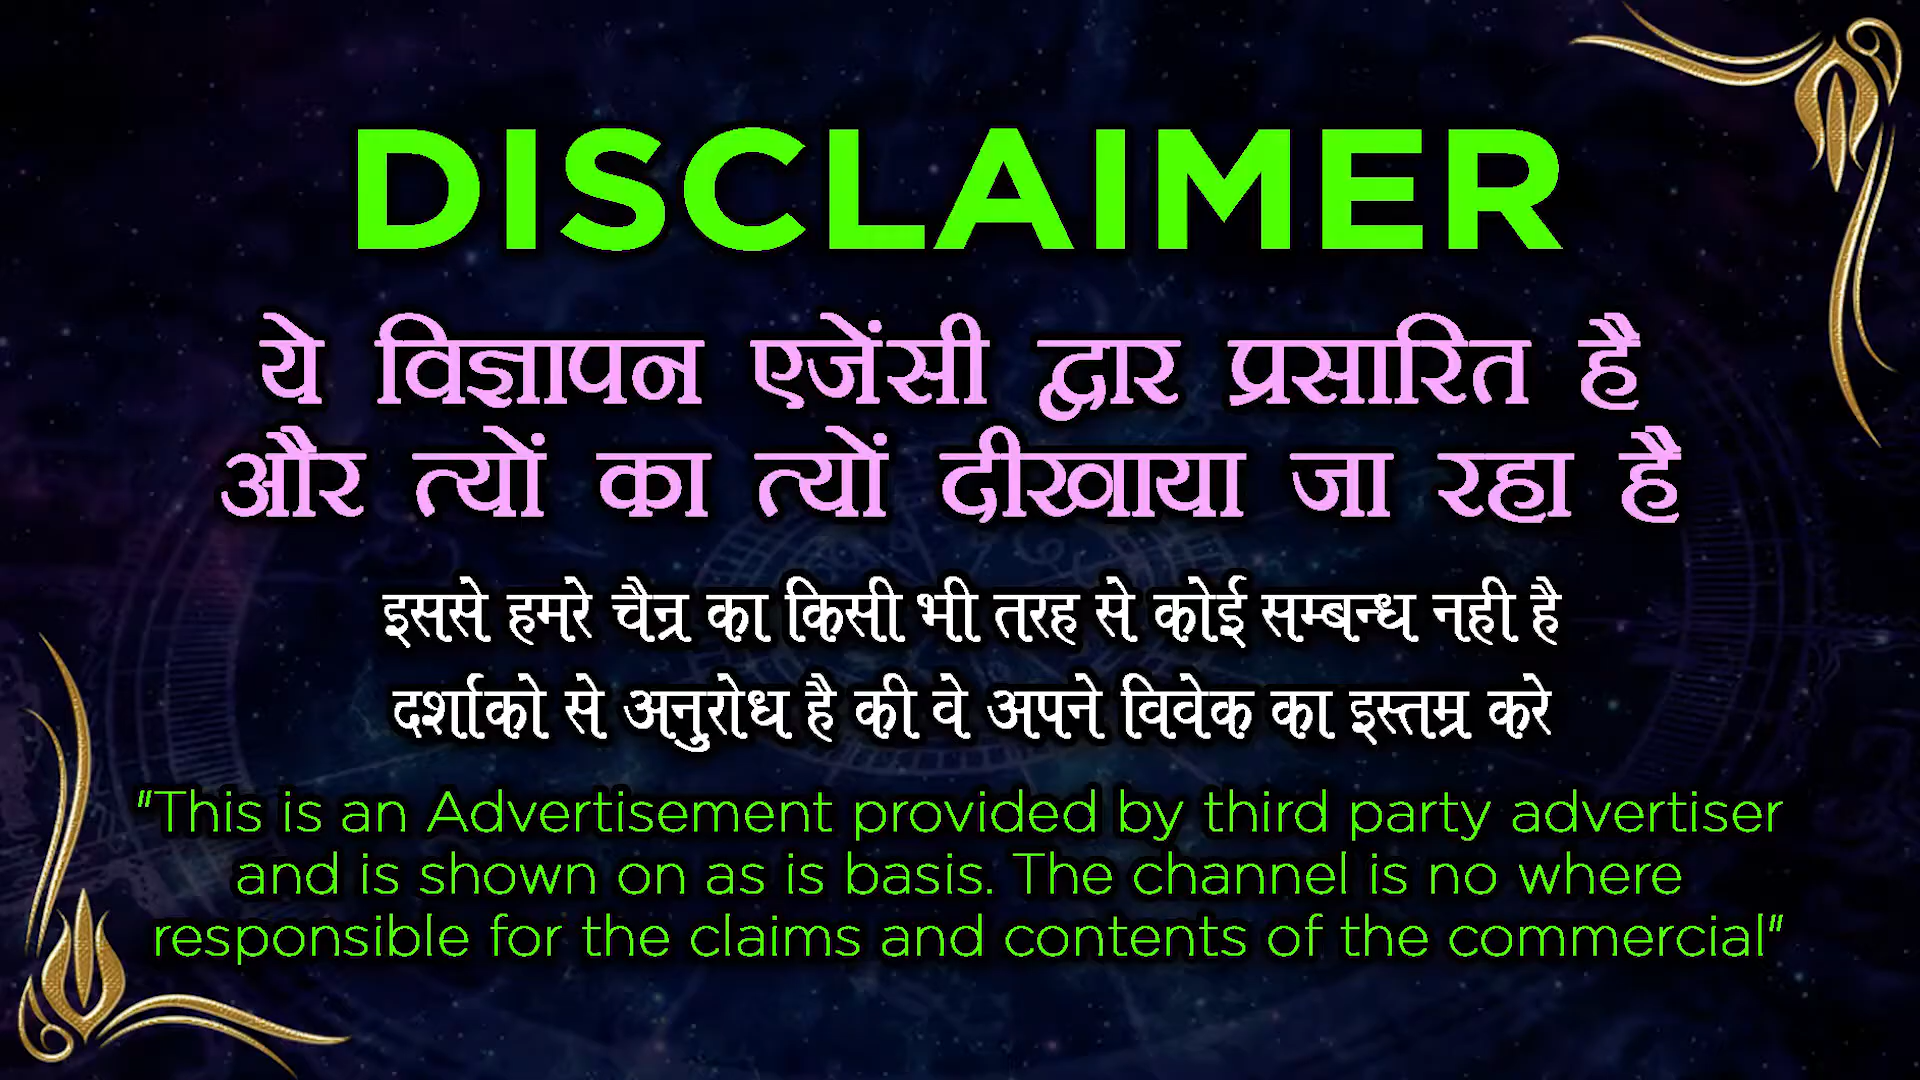 DISCLAIMER
ये विज्ञापन एजेंसी द्वार प्रसारित है
और त्यों का त्यों दीखाया जा रहा है
इससे हमरे चैन्र का किसी भी तरह से कोई सम्बन्ध नही है
दर्शाको से अनुरोध है की वे अपने विवेक का इस्तम्र करे
"This is an Advertisement provided by third party advertiser
and is shown on as is basis. The channel is no where
responsible for the claims and contents of the commercial"